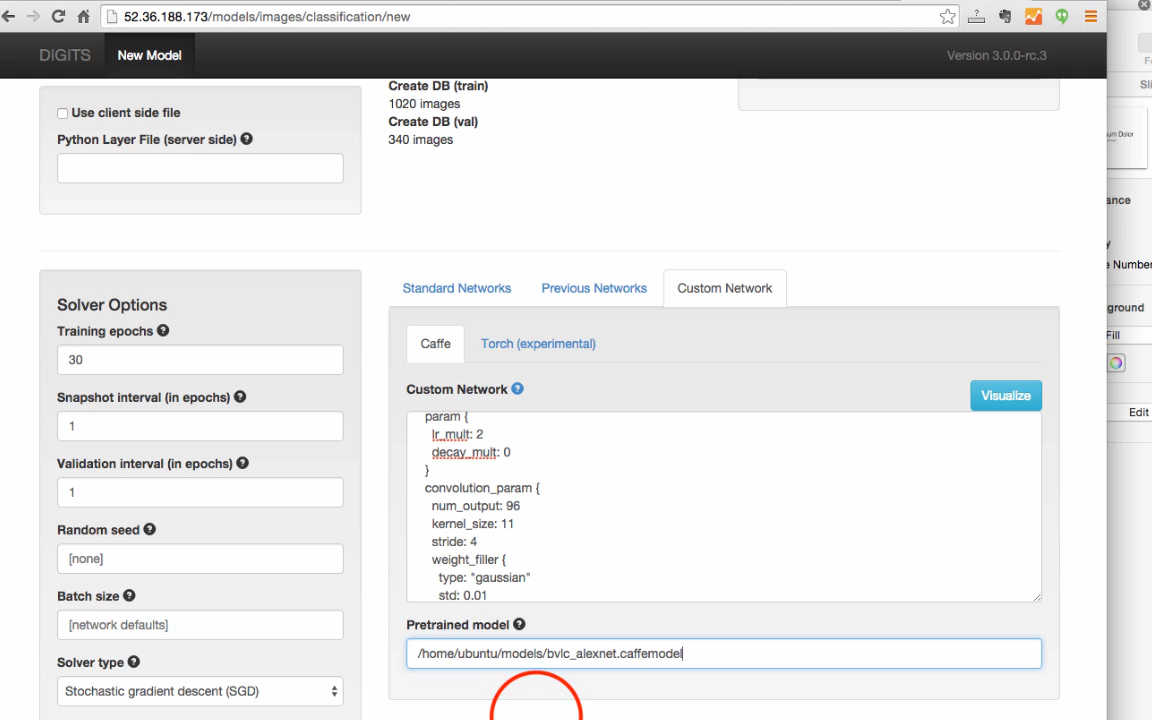 52.36.188.173/models/images/classification/new
DIGITS
New Model
Version 3.0.0-rc.3
Use client side file
Python Layer File (server side)
Create DB (train)
1020 images
Create DB (val)
340 images
Solver Options
Training epochs
30
Snapshot interval (in epochs)
1
Validation interval (in epochs)
1
Random seed
[none]
Batch size
[network defaults]
Solver type
Stochastic gradient descent (SGD)
Standard Networks
Previous Networks
Custom Network
Caffe
Torch (experimental)
Custom Network
Visualize
param {
lr_mult: 2
decay_mult: 0
}
convolution_param {
num_output: 96
kernel_size: 11
stride: 4
weight_filler {
type: "gaussian"
std: 0.01
Pretrained model
/home/ubuntu/models/bvlc_alexnet.caffemodel
um Dolor
ance
y
e Number
ground
Fill
Edit